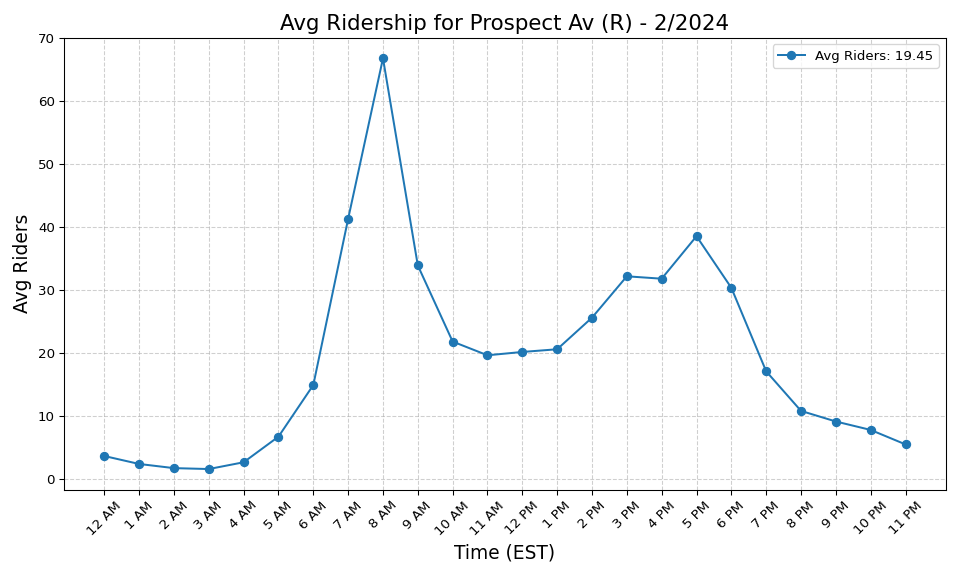 Avg Ridership for Prospect Av (R) - 2/2024
Avg Riders: 19.45
Avg Riders
70
60
50
40
30
20
10
0
12 AM
1 AM
2 AM
3 AM
4 AM
5 AM
6 AM
7 AM
8 AM
9 AM
10 AM
11 AM
12 PM
1 PM
2 PM
3 PM
4 PM
5 PM
6 PM
7 PM
8 PM
9 PM
10 PM
11 PM
Time (EST)